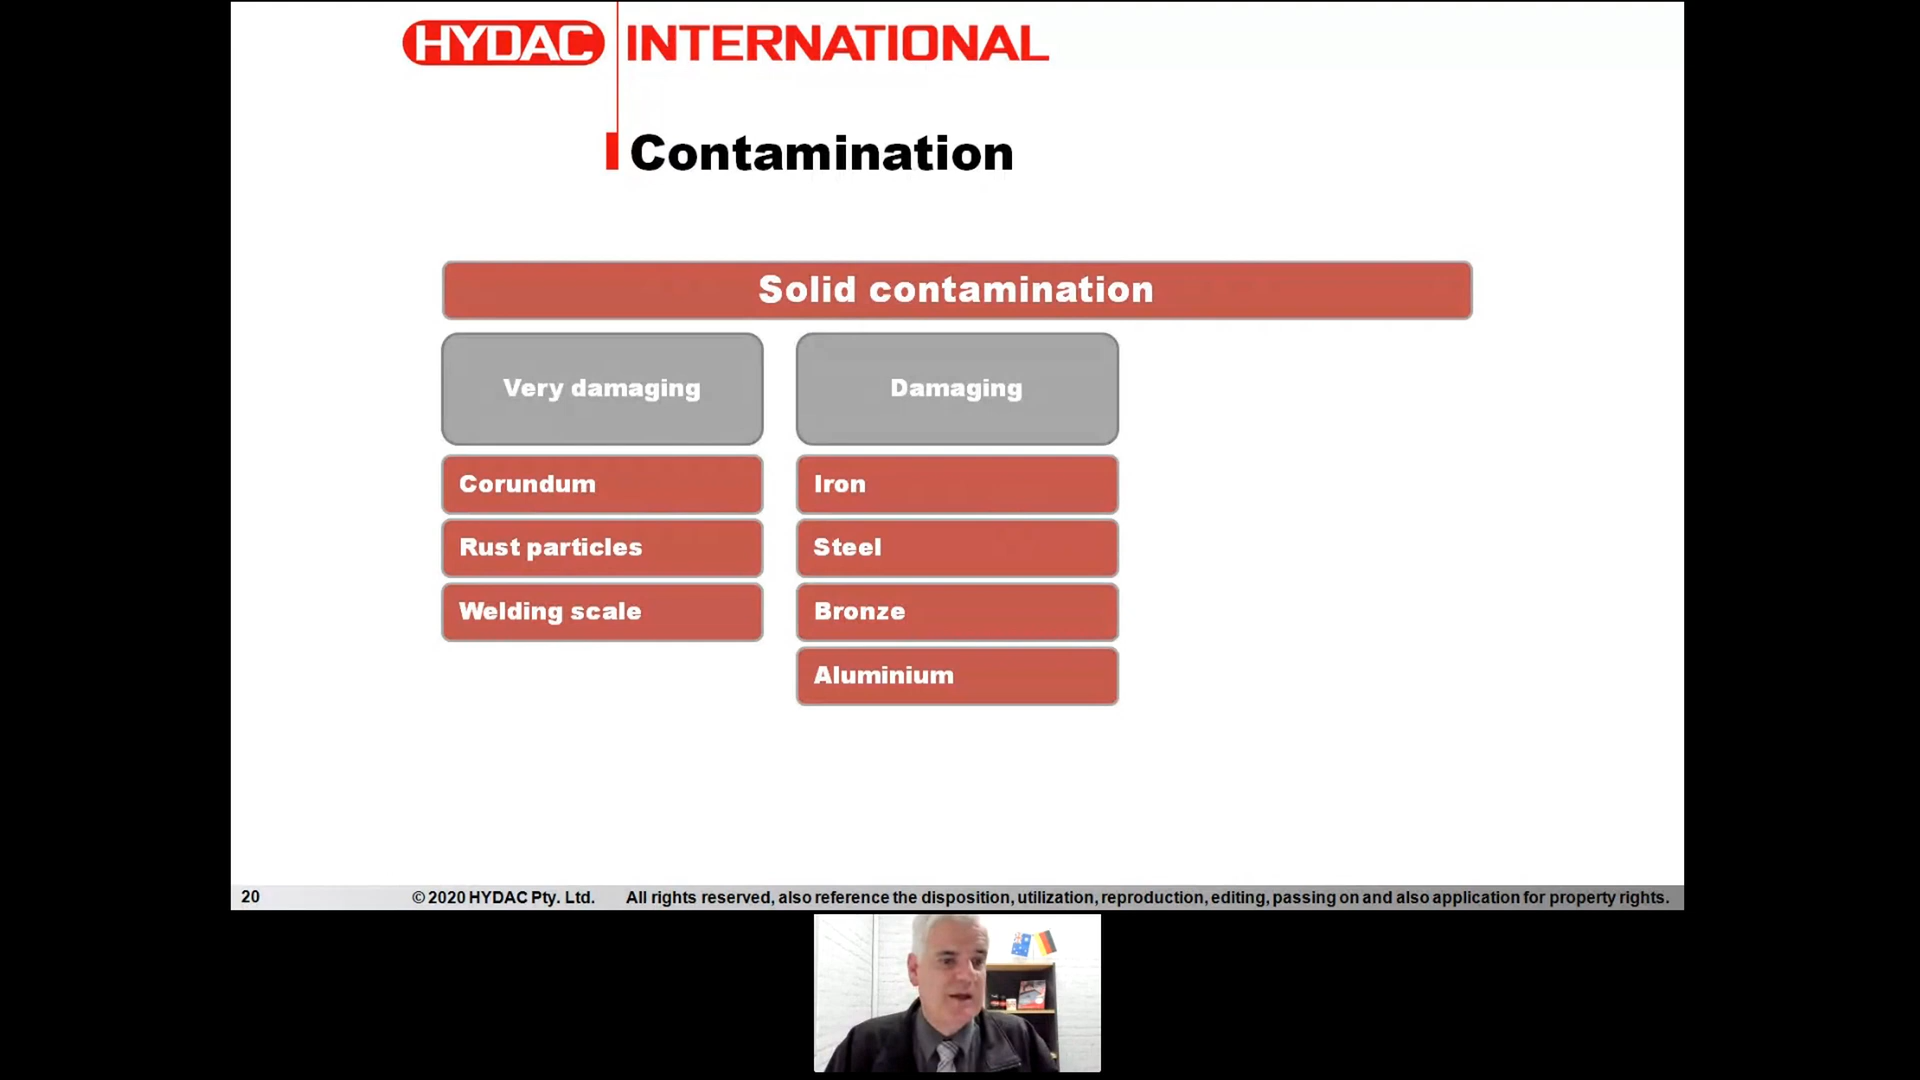 HYDAC INTERNATIONAL
Contamination
Solid contamination
Very damaging
Damaging
Corundum
Iron
Rust particles
Steel
Welding scale
Bronze
Aluminium
20 © 2020 HYDAC Pty. Ltd. All rights reserved, also reference the disposition, utilization, reproduction, editing, passing on and also application for property rights.